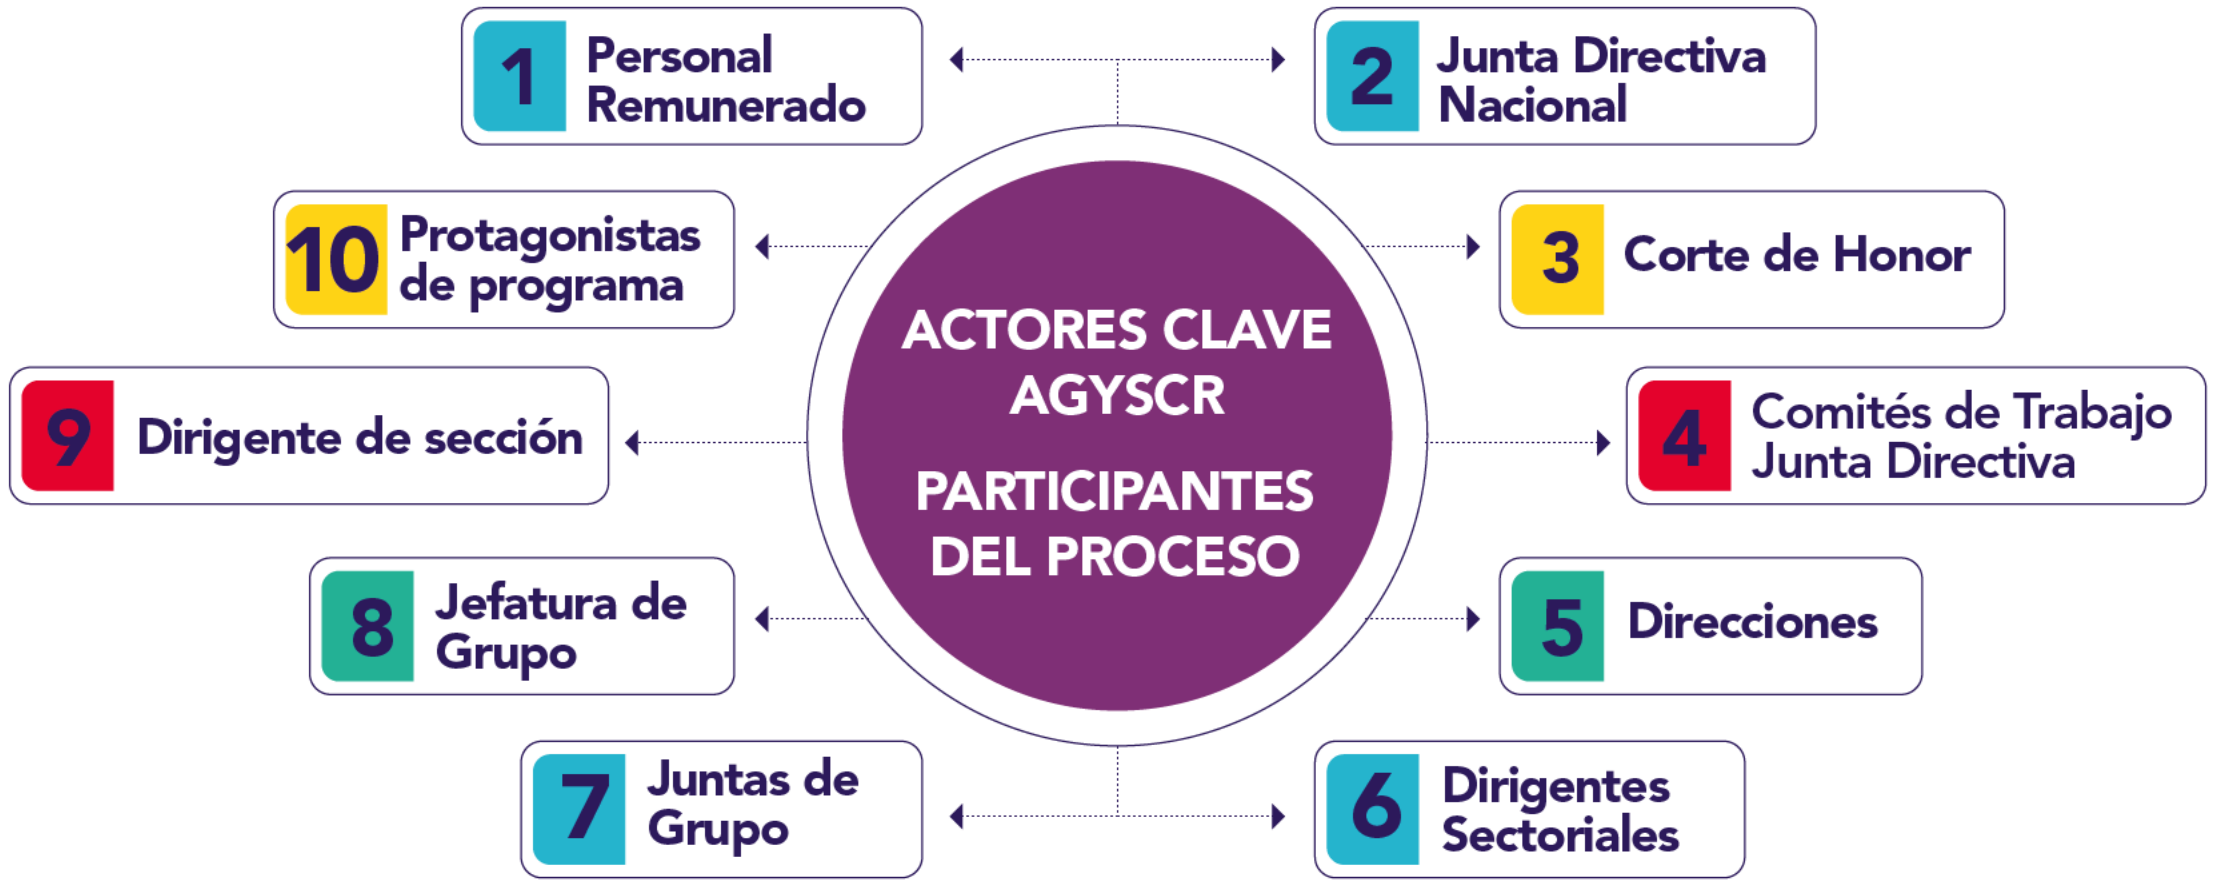 1
Personal
Remunerado
2
Junta Directiva
Nacional
10
Protagonistas
de programa
3
Corte de Honor
ACTORES CLAVE
AGYSCR
PARTICIPANTES
DEL PROCESO
9
Dirigente de sección
4
Comités de Trabajo
Junta Directiva
8
Jefatura de
Grupo
5
Direcciones
7
Juntas de
Grupo
6
Dirigentes
Sectoriales